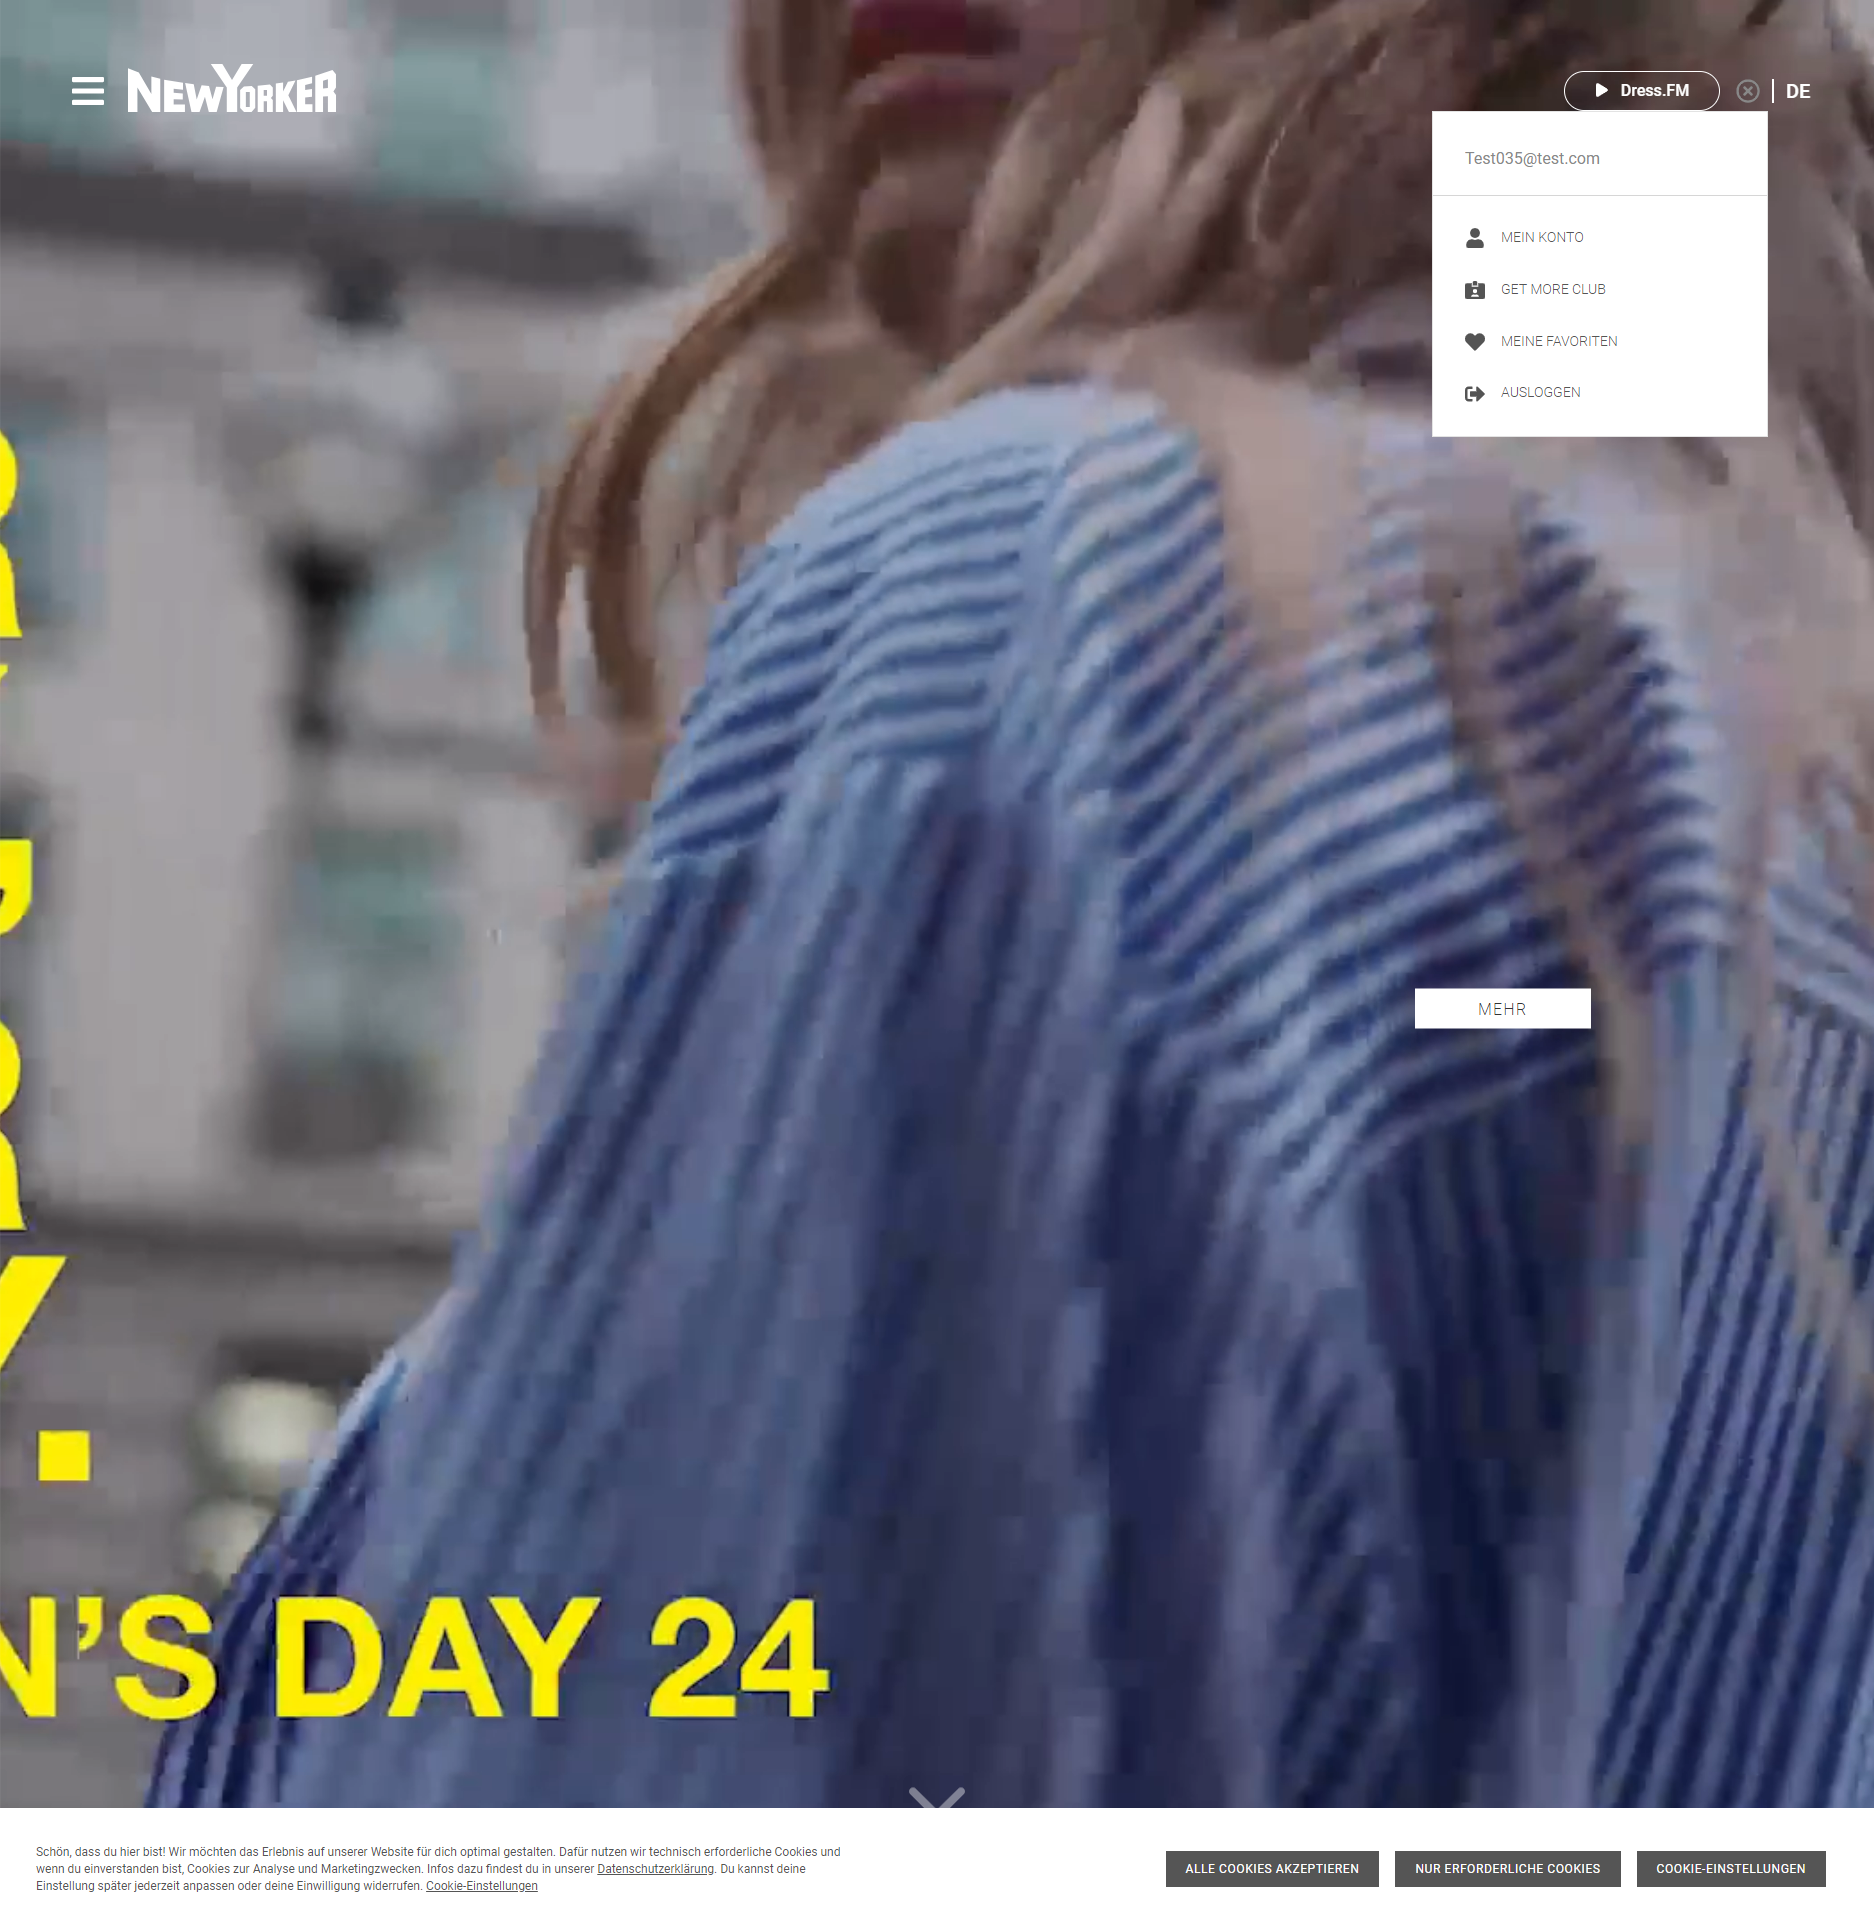 NEWYORKER
Dress.FM
DE
Test035@test.com
MEIN KONTO
GET MORE CLUB
MEINE FAVORITEN
AUSLOGGEN
MEHR
N'S DAY 24
Schön, dass du hier bist! Wir möchten das Erlebnis auf unserer Website für dich optimal gestalten. Dafür nutzen wir technisch erforderliche Cookies und
wenn du einverstanden bist, Cookies zur Analyse und Marketingzwecken. Infos dazu findest du in unserer Datenschutzerklärung. Du kannst deine
Einstellung später jederzeit anpassen oder deine Einwilligung widerrufen. Cookie-Einstellungen
ALLE COOKIES AKZEPTIEREN
NUR ERFORDERLICHE COOKIES
COOKIE-EINSTELLUNGEN